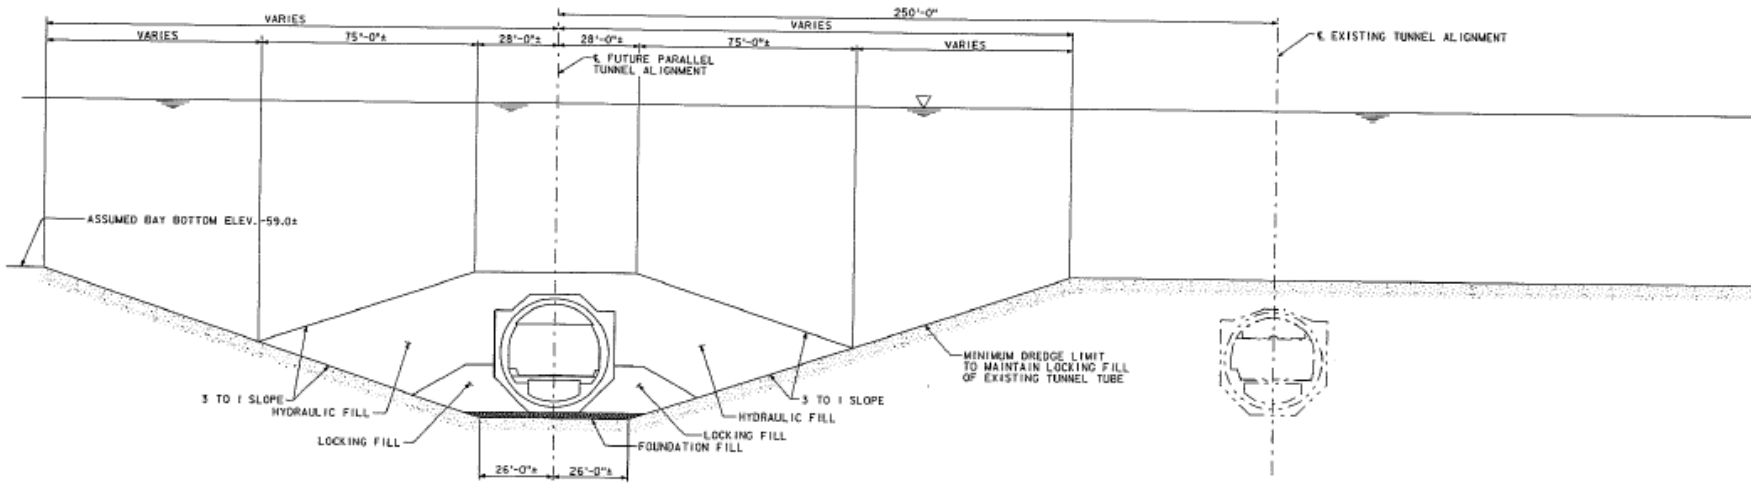 VARIES
250'-0"
VARIES
VARIES
75'-0"±
28'-0"±
28'-0"±
75'-0"±
VARIES
℄ FUTURE PARALLEL
TUNNEL ALIGNMENT
℄ EXISTING TUNNEL ALIGNMENT
ASSUMED BAY BOTTOM ELEV.-59.0±
MINIMUM DREDGE LIMIT
TO MAINTAIN LOCKING FILL
OF EXISTING TUNNEL TUBE
3 TO 1 SLOPE
HYDRAULIC FILL
LOCKING FILL
3 TO 1 SLOPE
HYDRAULIC FILL
LOCKING FILL
FOUNDATION FILL
26'-0"±
26'-0"±